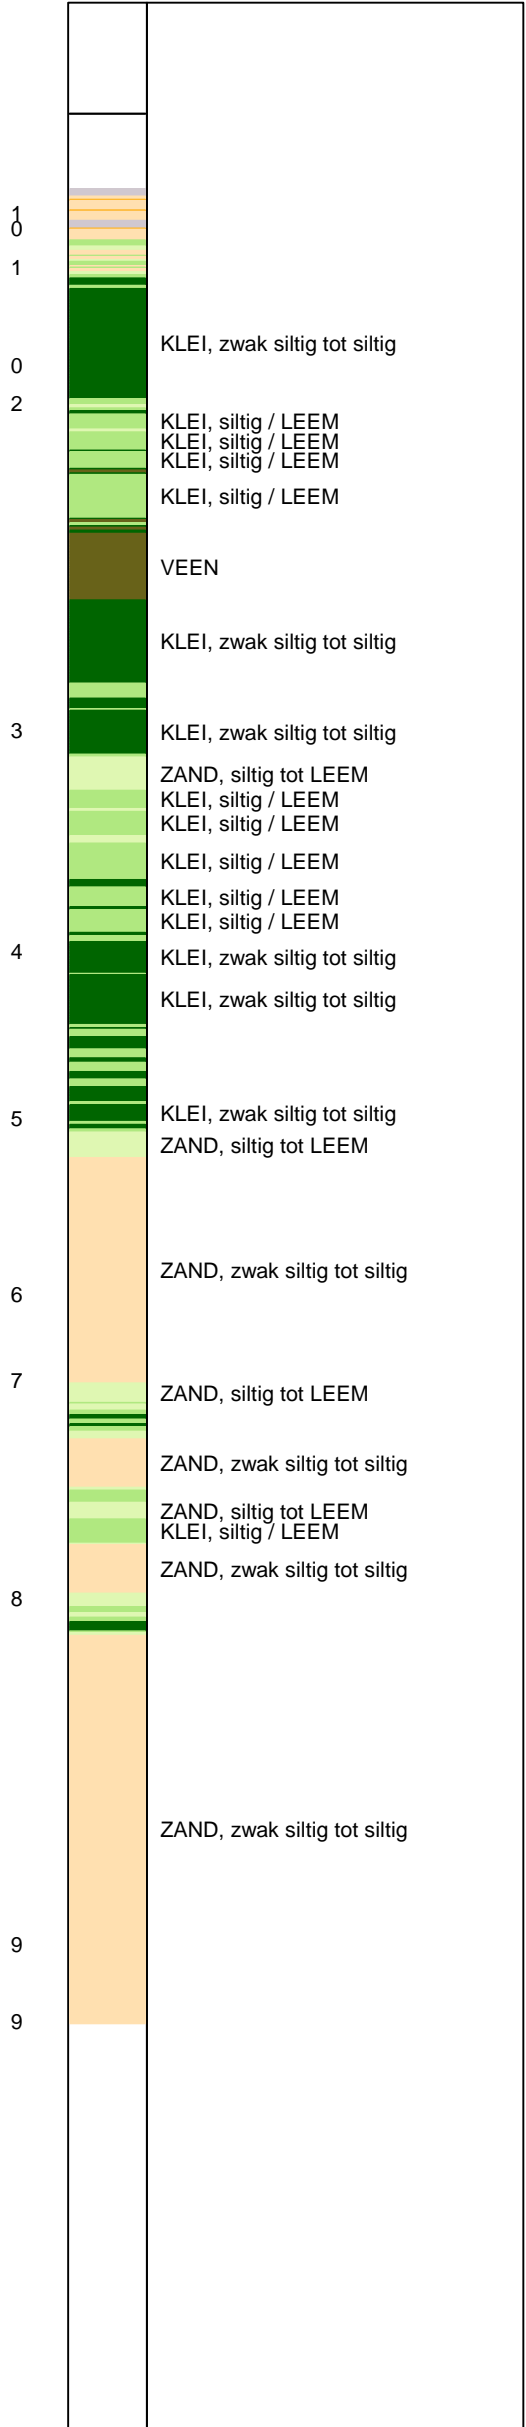 1
0
1
KLEI, zwak siltig tot siltig
0
2
KLEI, siltig / LEEM
KLEI, siltig / LEEM
KLEI, siltig / LEEM
KLEI, siltig / LEEM
VEEN
KLEI, zwak siltig tot siltig
3
KLEI, zwak siltig tot siltig
ZAND, siltig tot LEEM
KLEI, siltig / LEEM
KLEI, siltig / LEEM
KLEI, siltig / LEEM
KLEI, siltig / LEEM
KLEI, siltig / LEEM
4
KLEI, zwak siltig tot siltig
KLEI, zwak siltig tot siltig
KLEI, zwak siltig tot siltig
5
ZAND, siltig tot LEEM
ZAND, zwak siltig tot siltig
6
7
ZAND, siltig tot LEEM
ZAND, zwak siltig tot siltig
ZAND, siltig tot LEEM
KLEI, siltig / LEEM
ZAND, zwak siltig tot siltig
8
ZAND, zwak siltig tot siltig
9
9